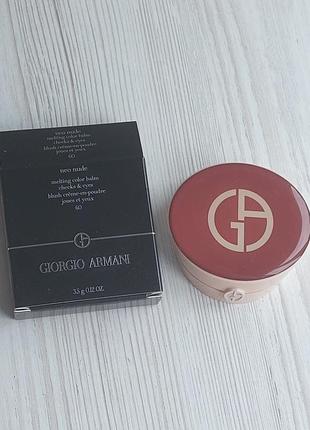 neo nude
melting color balm
cheeks & eyes
blush crème-en-poudre
joues et yeux
60
neo nude
melting color balm
cheeks & eyes
blush crème-en-poudre
joues et yeux
60
GIORGIO ARMANI
3.5 g 0.12 OZ.
GA